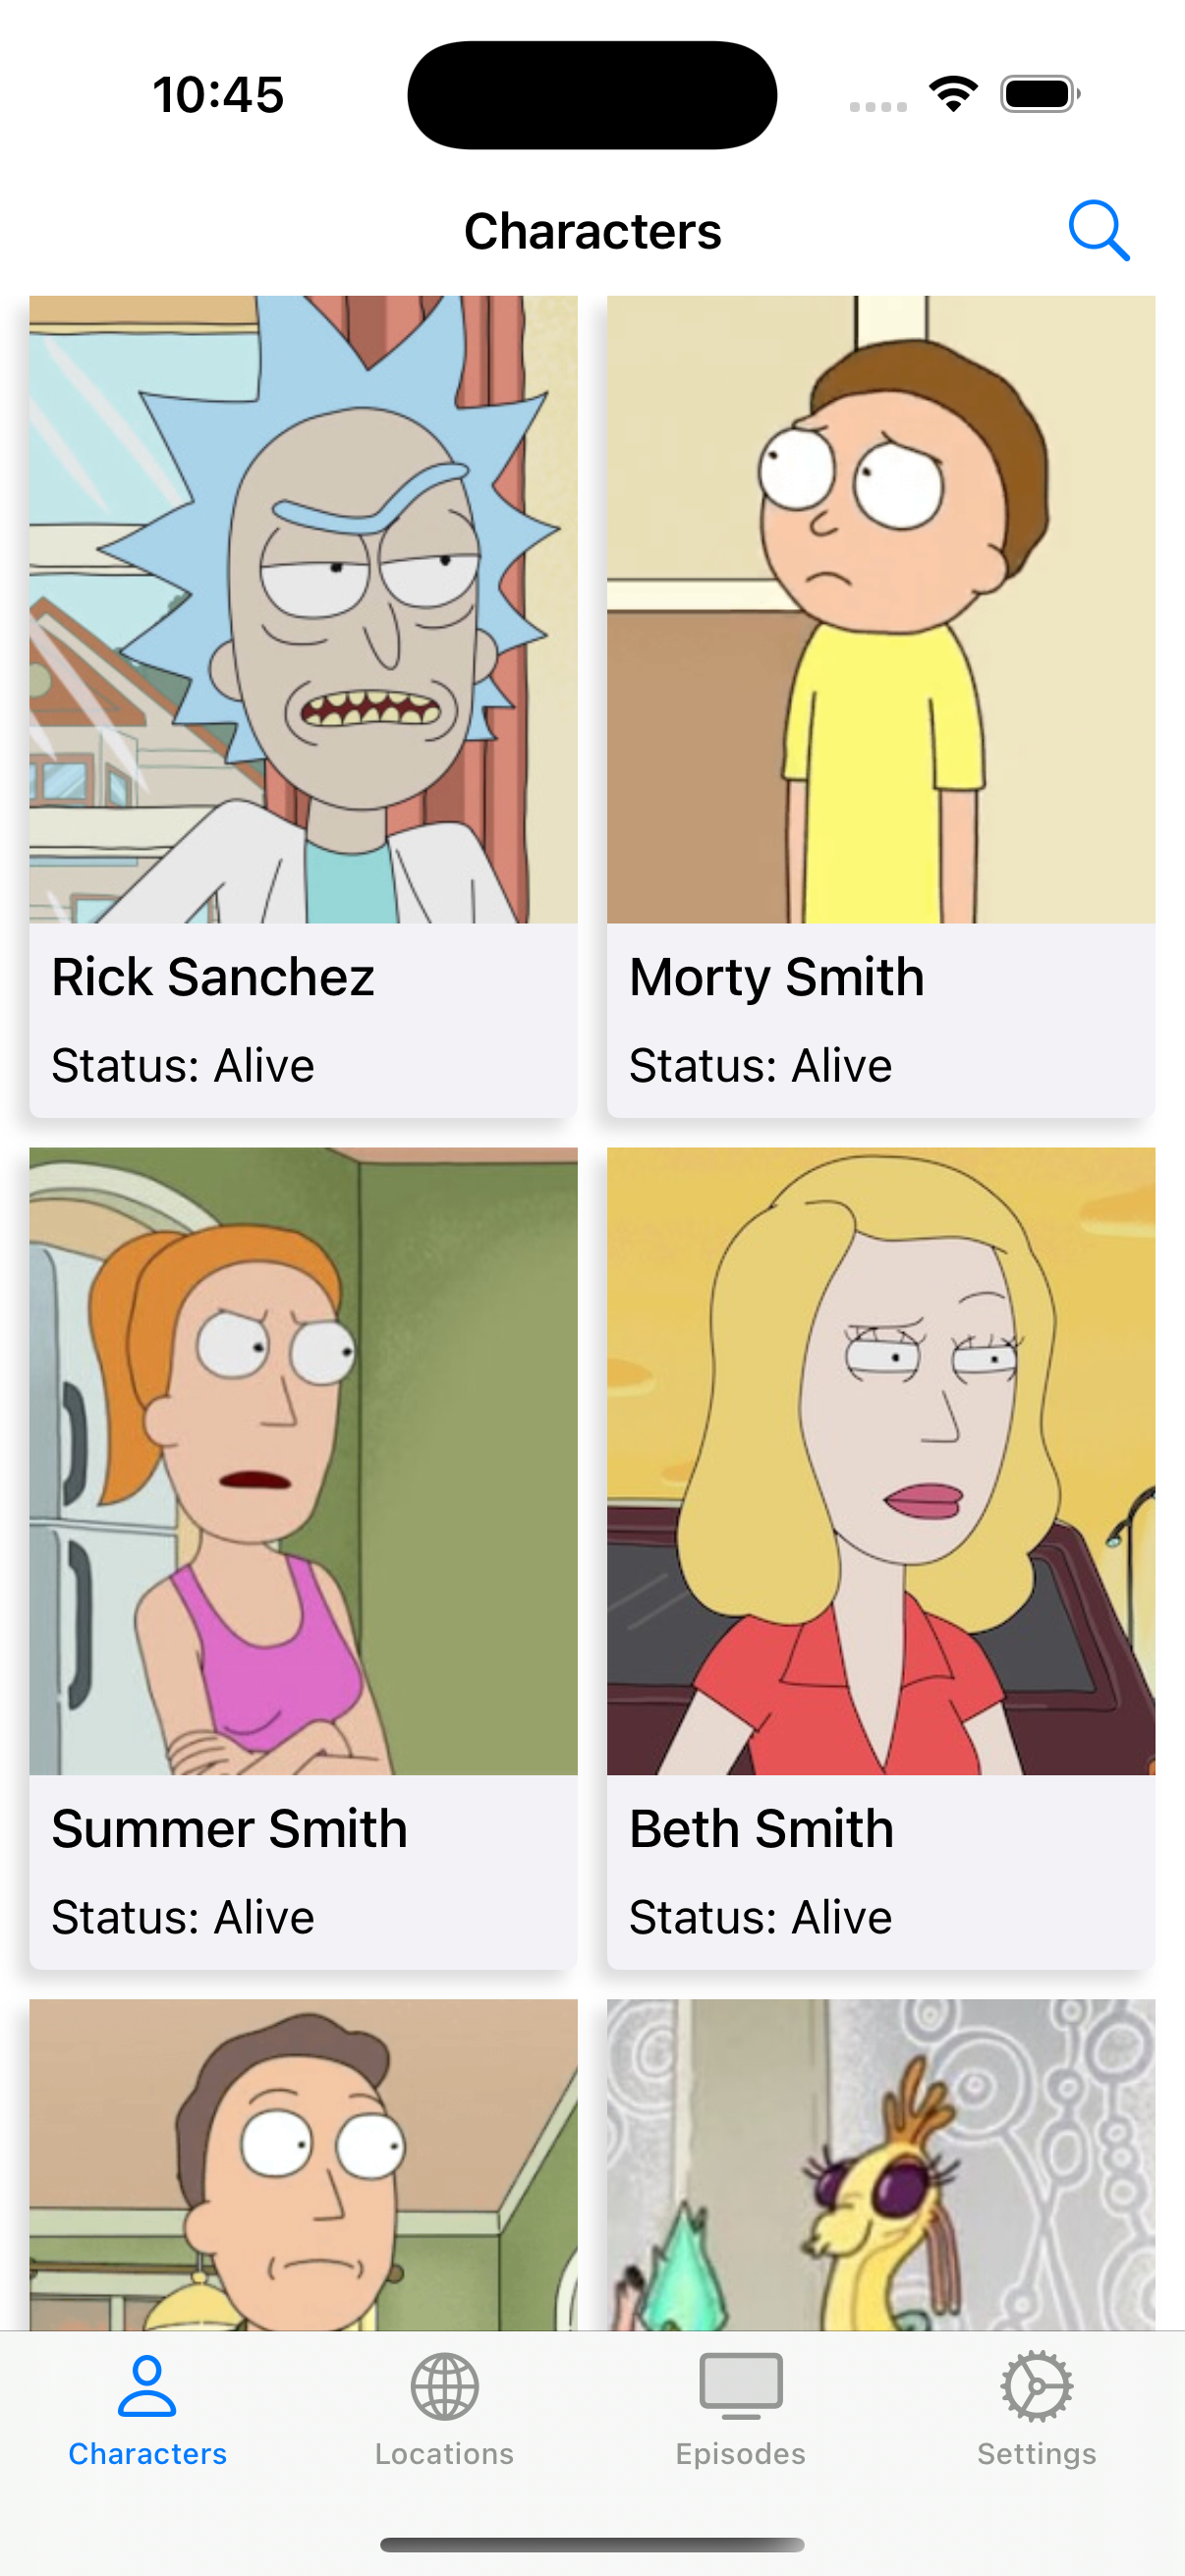 10:45
Characters
Rick Sanchez
Status: Alive
Morty Smith
Status: Alive
Summer Smith
Status: Alive
Beth Smith
Status: Alive
Characters
Locations
Episodes
Settings